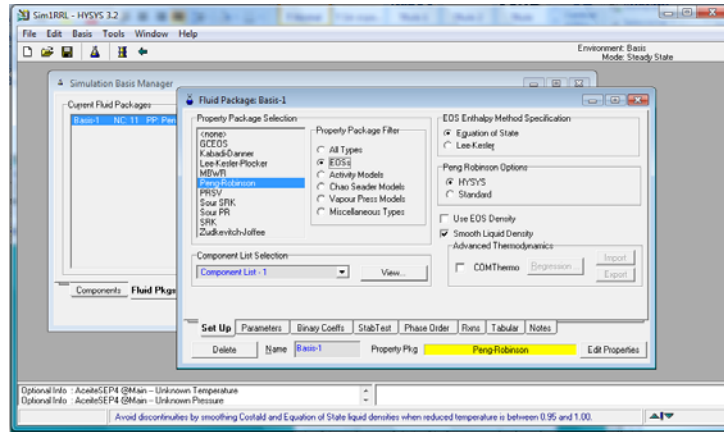 Sim1RRL - HYSYS 3.2
File Edit Basis Tools Window Help
Environment: Basis
Mode: Steady State
Simulation Basis Manager
Current Fluid Packages
Basis-1 NC: 11 PP: Pen
Components Fluid Pkgs
Fluid Package: Basis-1
Property Package Selection
<none>
GCEOS
Kabadi-Danner
Lee-Kesler-Plocker
MBWR
Peng-Robinson
PRSV
Sour SRK
Sour PR
SRK
Zudkevitch-Joffee
Property Package Filter
All Types
EOSs
Activity Models
Chao Seader Models
Vapour Press Models
Miscellaneous Types
Component List Selection
Component List - 1
View...
EOS Enthalpy Method Specification
Equation of State
Lee-Kesler
Peng Robinson Options
HYSYS
Standard
Use EOS Density
Smooth Liquid Density
Advanced Thermodynamics
COMThermo
Regression...
Import
Export
Set Up Parameters Binary Coeffs StabTest Phase Order Rxns Tabular Notes
Delete Name Basis-1 Property Pkg Peng-Robinson Edit Properties
Optional Info : AceiteSEP4 @Main -- Unknown Temperature
Optional Info : AceiteSEP4 @Main -- Unknown Pressure
Avoid discontinuities by smoothing Costald and Equation of State liquid densities when reduced temperature is between 0.95 and 1.00.